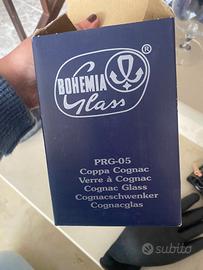 BOHEMIA
Glass
®
PRG-05
Coppa Cognac
Verre à Cognac
Cognac Glass
Cognacschwenker
Cognacglas
subito